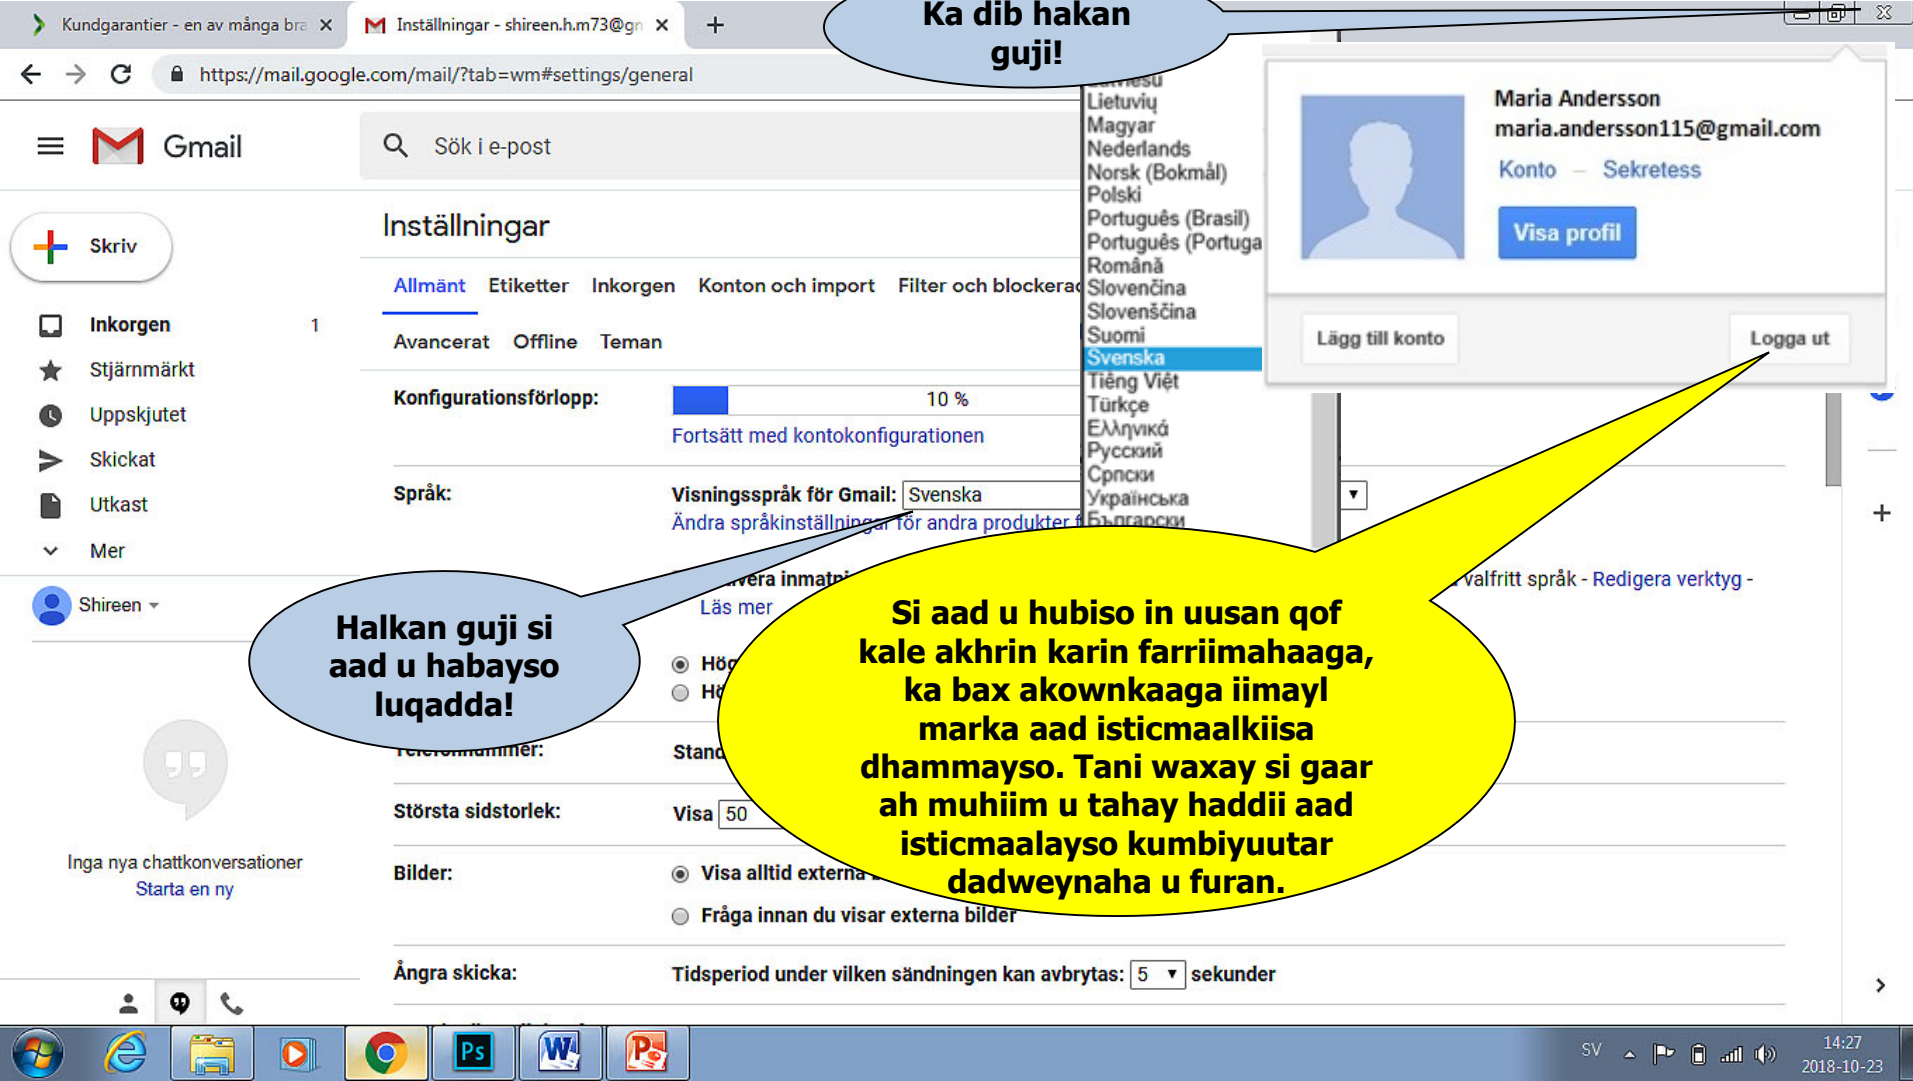 Kundgarantier - en av många bra
Inställningar - shireen.h.m73@gn
Ka dib hakan
guji!
https://mail.google.com/mail/?tab=wm#settings/general
Gmail
Sök i e-post
Skriv
Inkorgen 1
Stjärnmärkt
Uppskjutet
Skickat
Utkast
Mer
Shireen
Inga nya chattkonversationer
Starta en ny
Inställningar
Allmänt Etiketter Inkorgen Konton och import Filter och blockerad
Avancerat Offline Teman
Konfigurationsförlopp: 10 %
Fortsätt med kontokonfigurationen
Språk: Visningsspråk för Gmail: Svenska
Ändra språkinställningar för andra produkter
inmatni
valfritt språk - Redigera verktyg -
Läs mer
Telefonnummer: Stand
Största sidstorlek: Visa 50
Bilder: Visa alltid externa
Fråga innan du visar externa bilder
Ångra skicka: Tidsperiod under vilken sändningen kan avbrytas: 5 sekunder
Lietuvių
Magyar
Nederlands
Norsk (Bokmål)
Polski
Português (Brasil)
Português (Portuga
Română
Slovenčina
Slovenščina
Suomi
Svenska
Tiếng Việt
Türkçe
Ελληνικά
Русский
Српски
Українська
Български
Maria Andersson
maria.andersson115@gmail.com
Konto – Sekretess
Visa profil
Lägg till konto
Logga ut
Halkan guji si
aad u habayso
luqadda!
Si aad u hubiso in uusan qof
kale akhrin karin farriimahaaga,
ka bax akownkaaga iimayl
marka aad isticmaalkiisa
dhammayso. Tani waxay si gaar
ah muhiim u tahay haddii aad
isticmaalayso kumbiyuutar
dadweynaha u furan.
Ps
SV
14:27
2018-10-23